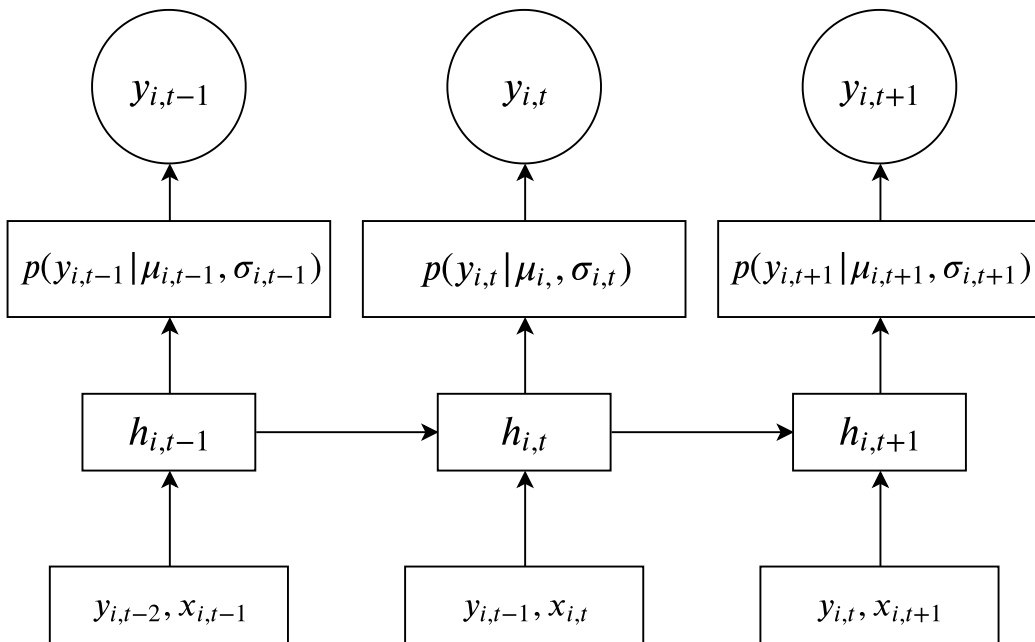 y_{i,t−1} y_{i,t} y_{i,t+1}
p(y_{i,t−1}|μ_{i,t−1}, σ_{i,t−1}) p(y_{i,t}|μ_{i,}, σ_{i,t}) p(y_{i,t+1}|μ_{i,t+1}, σ_{i,t+1})
h_{i,t−1} h_{i,t} h_{i,t+1}
y_{i,t−2}, x_{i,t−1} y_{i,t−1}, x_{i,t} y_{i,t}, x_{i,t+1}